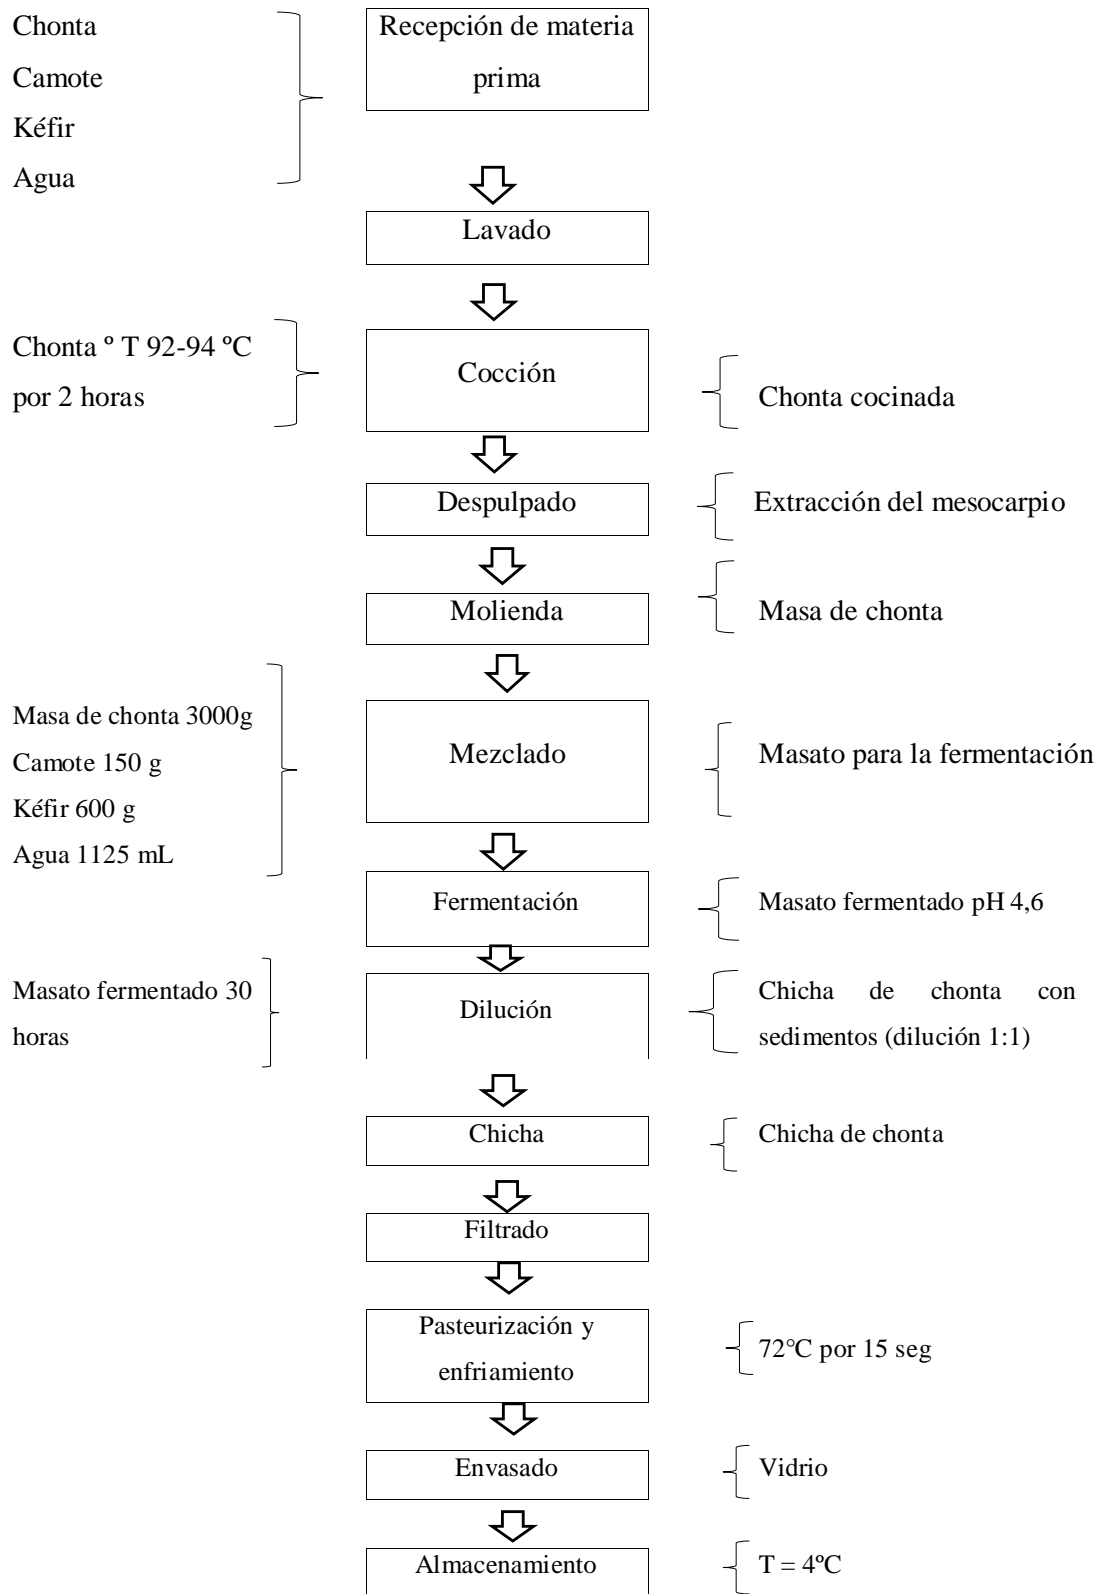 Chonta
Camote
Kéfir
Agua
Recepción de materia
prima
Lavado
Chonta º T 92-94 ºC
por 2 horas
Cocción
Chonta cocinada
Despulpado
Extracción del mesocarpio
Molienda
Masa de chonta
Masa de chonta 3000g
Camote 150 g
Kéfir 600 g
Agua 1125 mL
Mezclado
Masato para la fermentación
Fermentación
Masato fermentado pH 4,6
Masato fermentado 30
horas
Dilución
Chicha de chonta con
sedimentos (dilución 1:1)
Chicha
Chicha de chonta
Filtrado
Pasteurización y
enfriamiento
72°C por 15 seg
Envasado
Vidrio
Almacenamiento
T = 4ºC